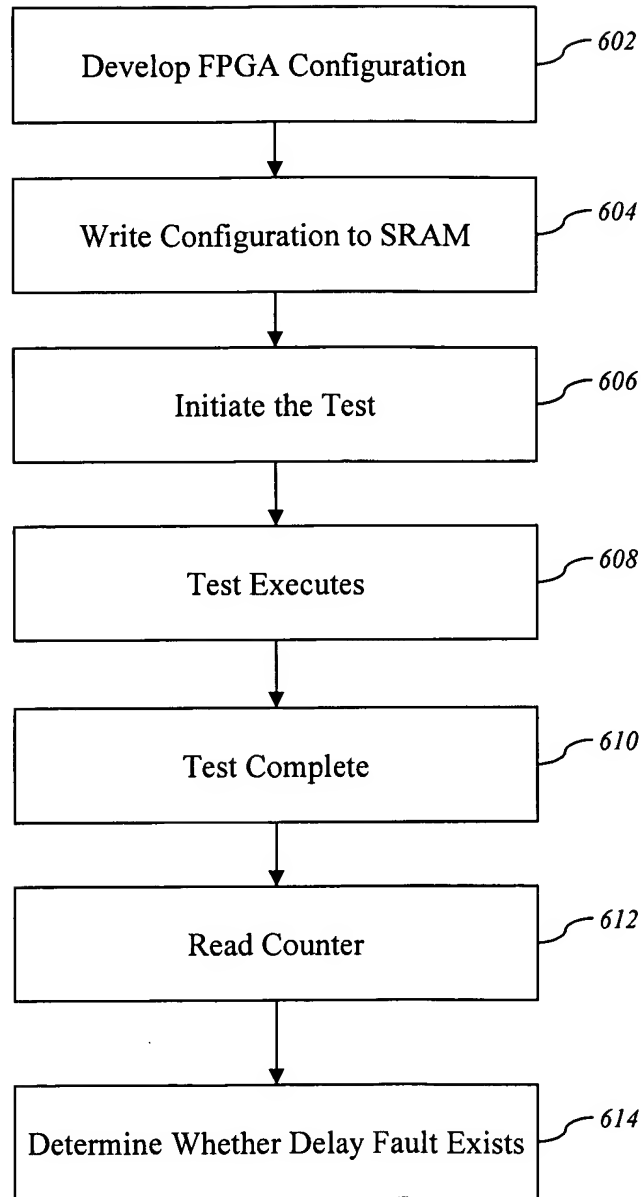 Develop FPGA Configuration
602
Write Configuration to SRAM
604
Initiate the Test
606
Test Executes
608
Test Complete
610
Read Counter
612
Determine Whether Delay Fault Exists
614